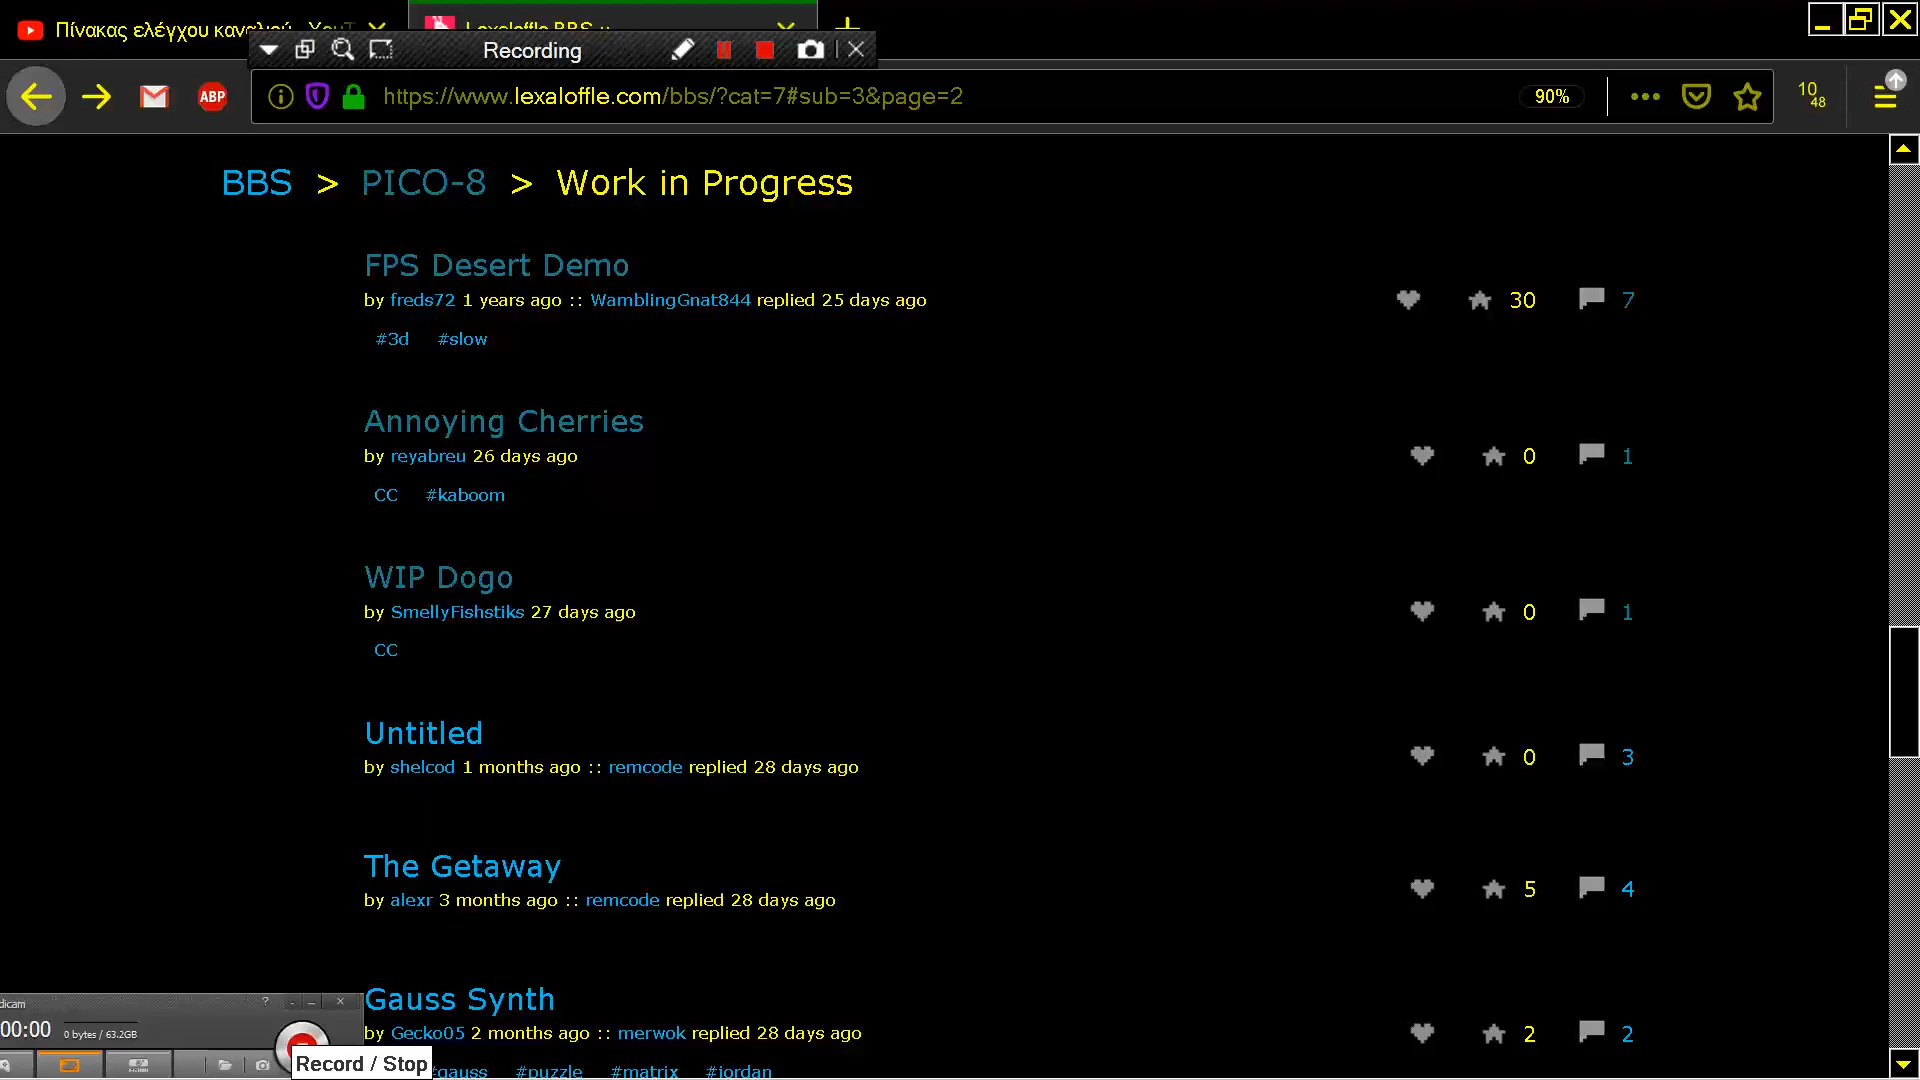 Πίνακας ελέγχου καναλιού - YouT
Lexaloffle BBS ::
Recording
ABP
https://www.lexaloffle.com/bbs/?cat=7#sub=3&page=2
90%
10 48
BBS > PICO-8 > Work in Progress
FPS Desert Demo
by freds72 1 years ago :: WamblingGnat844 replied 25 days ago
30 7
#3d #slow
Annoying Cherries
by reyabreu 26 days ago
0 1
CC #kaboom
WIP Dogo
by SmellyFishstiks 27 days ago
0 1
CC
Untitled
by shelcod 1 months ago :: remcode replied 28 days ago
0 3
The Getaway
by alexr 3 months ago :: remcode replied 28 days ago
5 4
Gauss Synth
by Gecko05 2 months ago :: merwok replied 28 days ago
2 2
#gauss #puzzle #matrix #jordan
dicam
00:00 0 bytes / 63.2GB
Record / Stop